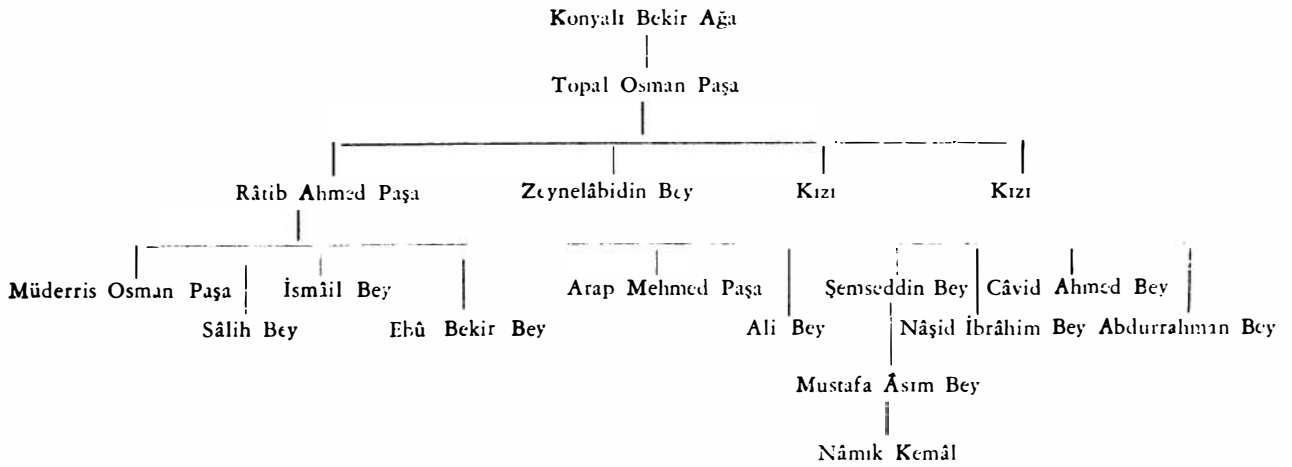 Konyalı Bekir Ağa
Topal Osman Paşa
Râtib Ahmed Paşa Zeynelâbidin Bey Kızı Kızı
Müderris Osman Paşa İsmâil Bey Arap Mehmed Paşa Şemseddin Bey Câvid Ahmed Bey
Sâlih Bey Ebû Bekir Bey Ali Bey Nâşid İbrâhim Bey Abdurrahman Bey
Mustafa Âsım Bey
Nâmık Kemâl